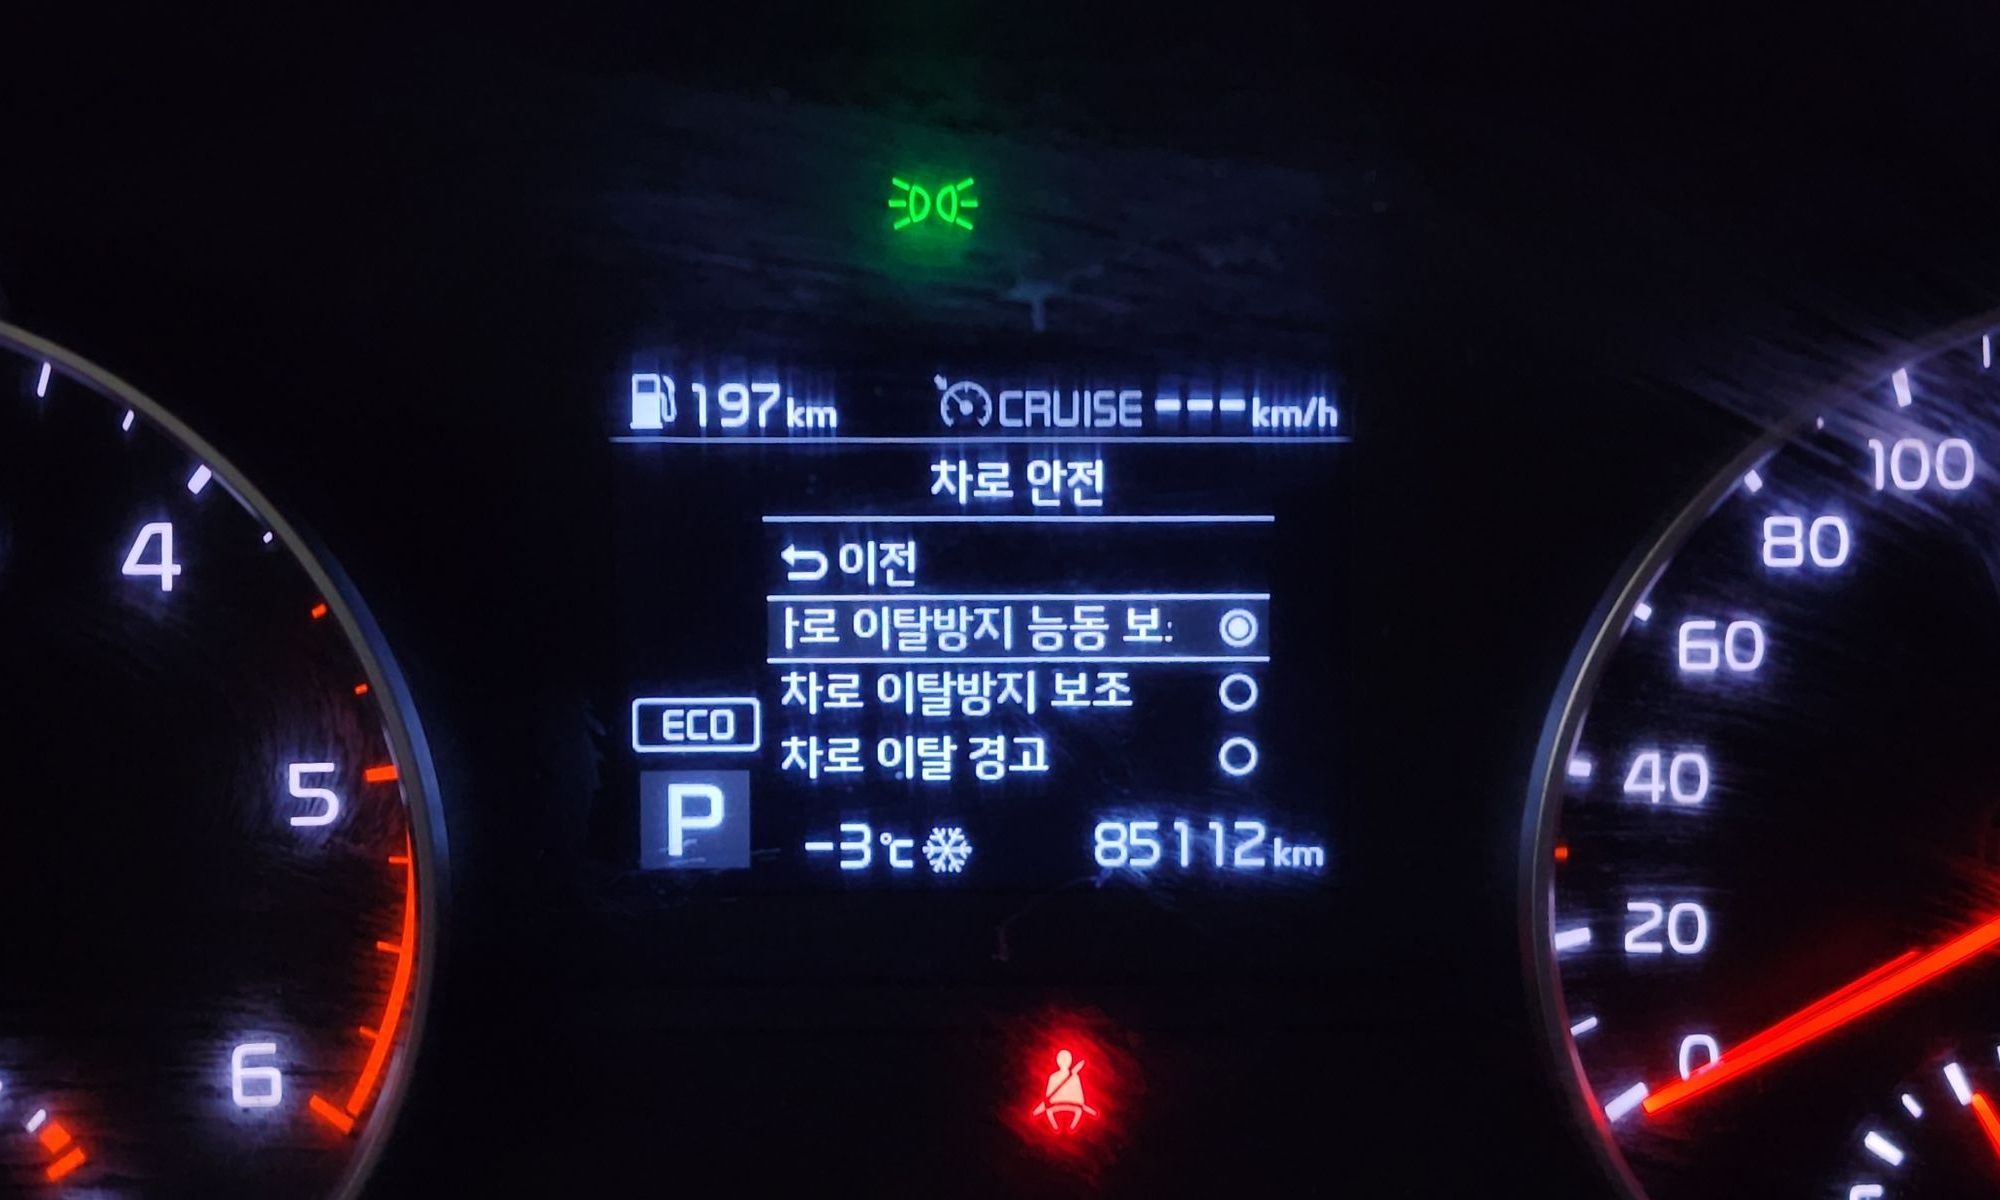 197km CRUISE ---km/h
차로 안전
이전
로 이탈방지 능동
차로 이탈방지 보조
차로 이탈 경고
ECO
P
-3℃ 85112km
4
5
6
100
80
60
40
20
0